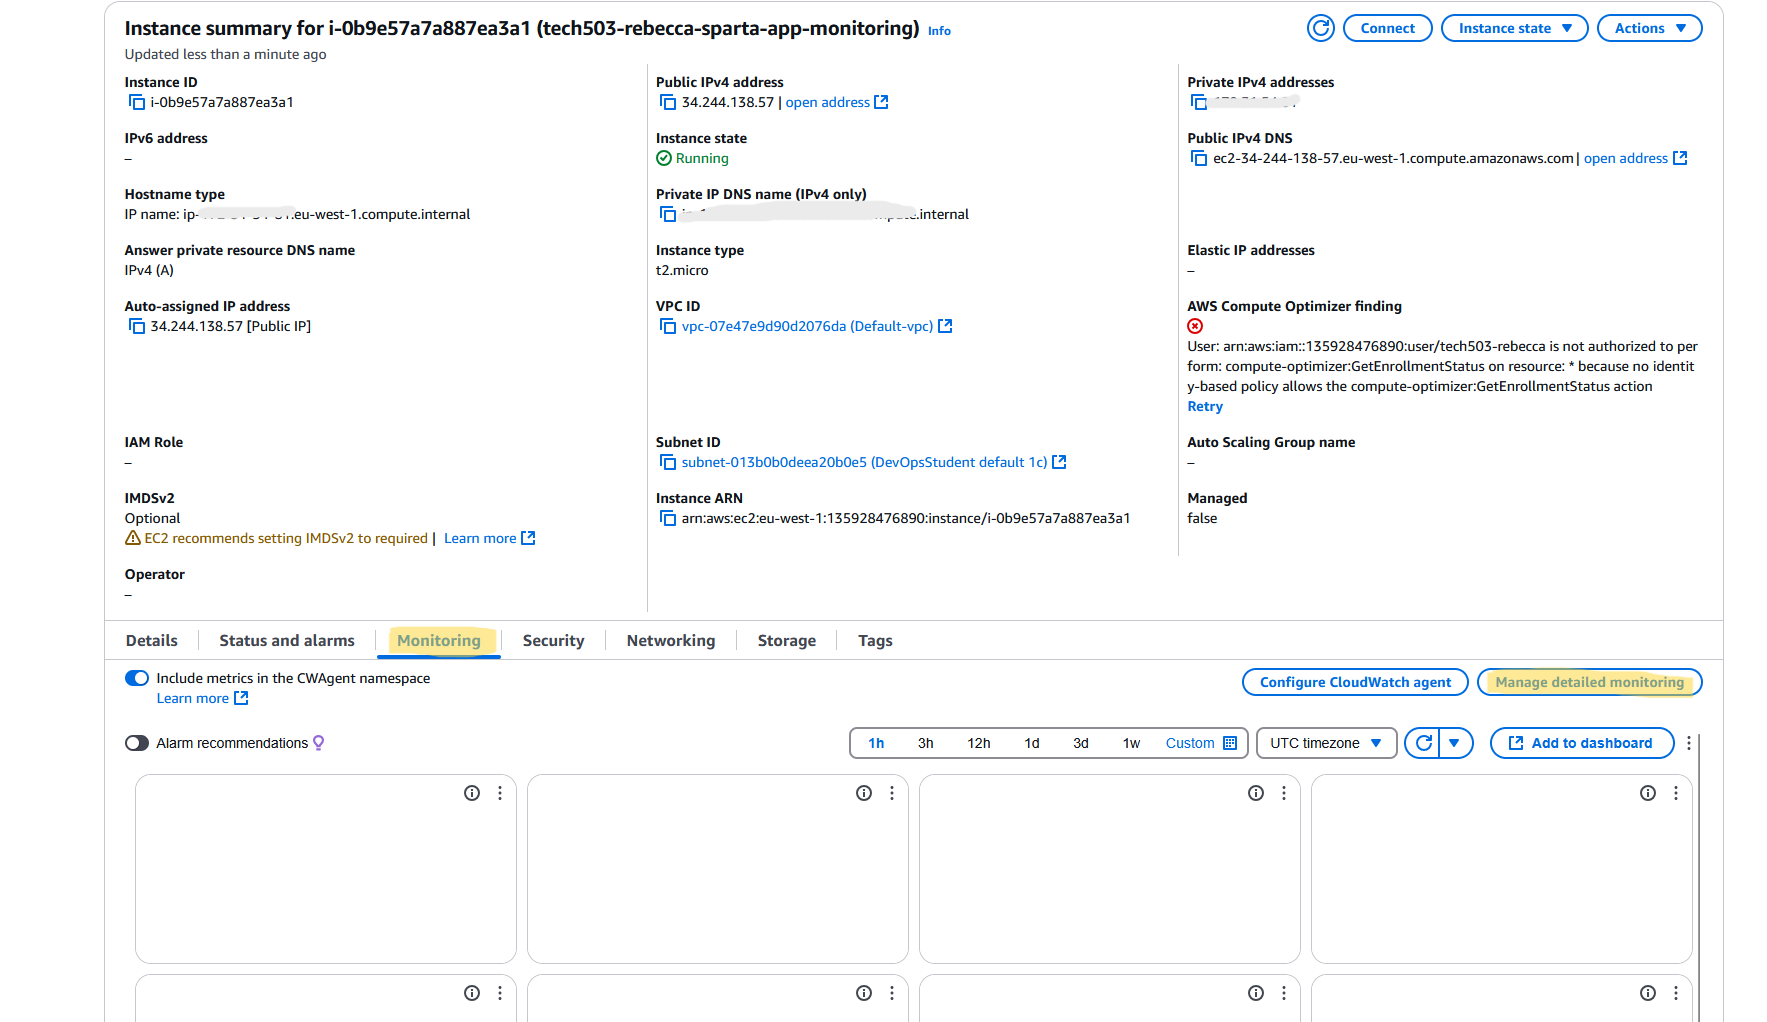 Instance summary for i-0b9e57a7a887ea3a1 (tech503-rebecca-sparta-app-monitoring) Info
Connect
Instance state
Actions
Updated less than a minute ago
Instance ID
i-0b9e57a7a887ea3a1
Public IPv4 address
34.244.138.57 | open address
Private IPv4 addresses
IPv6 address
–
Instance state
Running
Public IPv4 DNS
ec2-34-244-138-57.eu-west-1.compute.amazonaws.com | open address
Hostname type
IP name: ip-.eu-west-1.compute.internal
Private IP DNS name (IPv4 only)
.internal
Answer private resource DNS name
IPv4 (A)
Instance type
t2.micro
Elastic IP addresses
–
Auto-assigned IP address
34.244.138.57 [Public IP]
VPC ID
vpc-07e47e9d90d2076da (Default-vpc)
AWS Compute Optimizer finding
User: arn:aws:iam::135928476890:user/tech503-rebecca is not authorized to per
form: compute-optimizer:GetEnrollmentStatus on resource: * because no identit
y-based policy allows the compute-optimizer:GetEnrollmentStatus action
Retry
IAM Role
–
Subnet ID
subnet-013b0b0deea20b0e5 (DevOpsStudent default 1c)
Auto Scaling Group name
–
IMDSv2
Optional
EC2 recommends setting IMDSv2 to required | Learn more
Instance ARN
arn:aws:ec2:eu-west-1:135928476890:instance/i-0b9e57a7a887ea3a1
Managed
false
Operator
–
Details
Status and alarms
Monitoring
Security
Networking
Storage
Tags
Include metrics in the CWAgent namespace
Learn more
Configure CloudWatch agent
Manage detailed monitoring
Alarm recommendations
1h
3h
12h
1d
3d
1w
Custom
UTC timezone
Add to dashboard